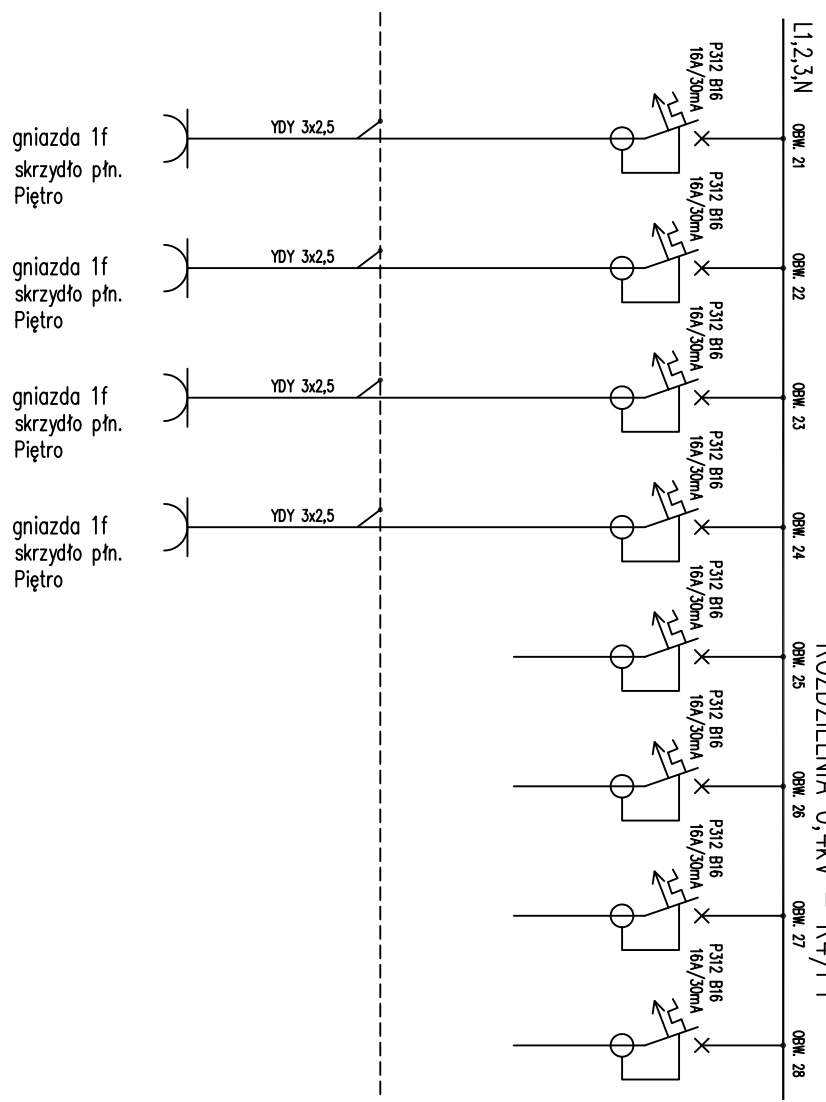 L1,2,3,N
P312 B16
16A/30mA
OBW. 21
YDY 3x2,5
gniazda 1f
skrzydło płn.
Piętro
P312 B16
16A/30mA
OBW. 22
YDY 3x2,5
gniazda 1f
skrzydło płn.
Piętro
P312 B16
16A/30mA
OBW. 23
YDY 3x2,5
gniazda 1f
skrzydło płn.
Piętro
P312 B16
16A/30mA
OBW. 24
YDY 3x2,5
gniazda 1f
skrzydło płn.
Piętro
P312 B16
16A/30mA
OBW. 25
P312 B16
16A/30mA
OBW. 26
P312 B16
16A/30mA
OBW. 27
P312 B16
16A/30mA
OBW. 28